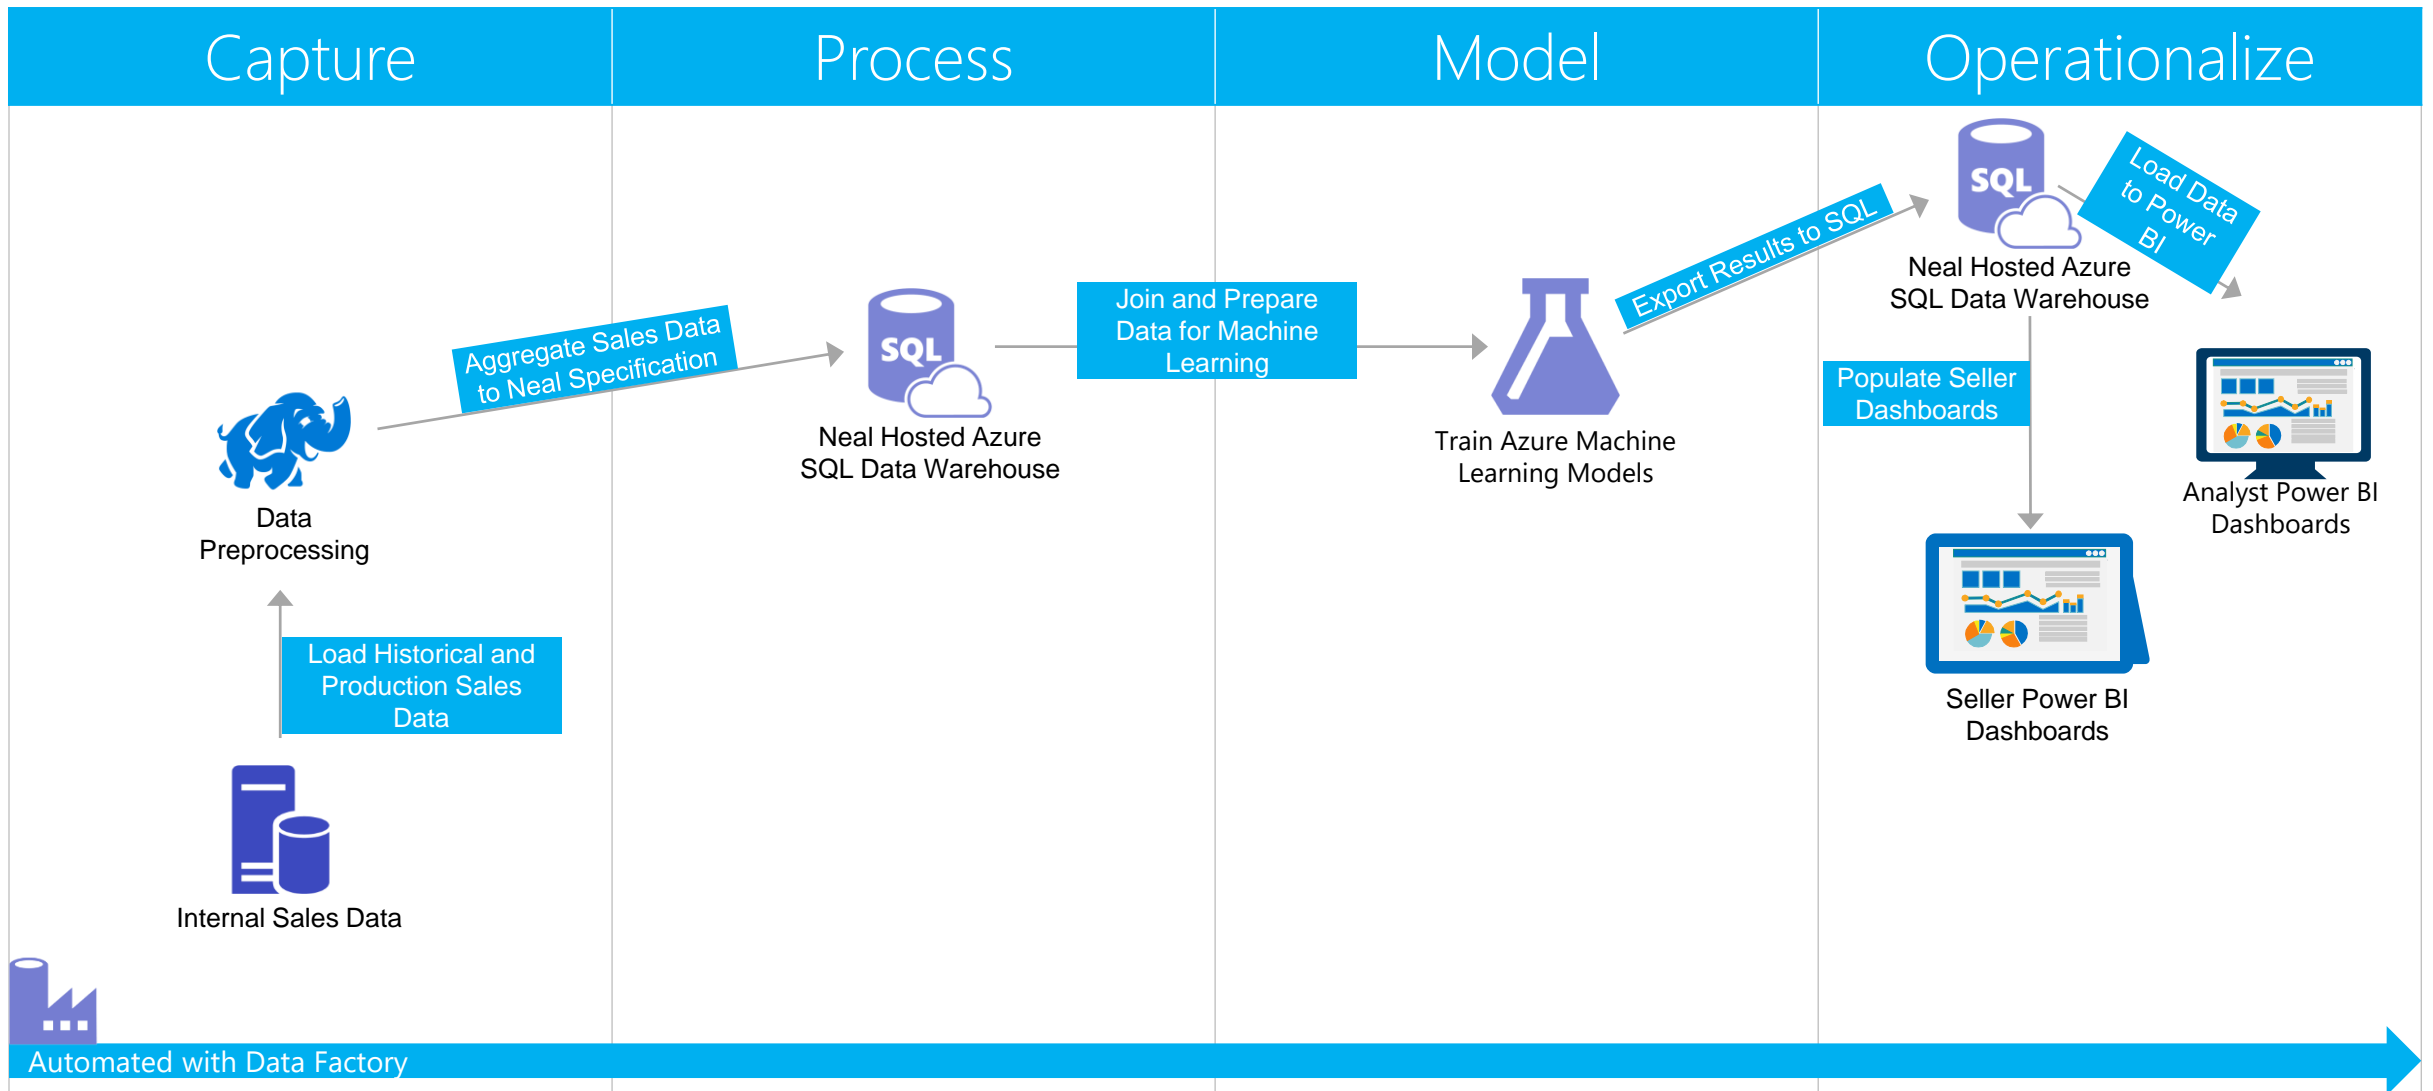 Capture
Process
Model
Operationalize
Internal Sales Data
Load Historical and
Production Sales
Data
Data
Preprocessing
Aggregate Sales Data
to Neal Specification
SQL
Neal Hosted Azure
SQL Data Warehouse
Join and Prepare
Data for Machine
Learning
Train Azure Machine
Learning Models
Export Results to SQL
SQL
Neal Hosted Azure
SQL Data Warehouse
Load Data
to Power
BI
Populate Seller
Dashboards
Analyst Power BI
Dashboards
Seller Power BI
Dashboards
Automated with Data Factory